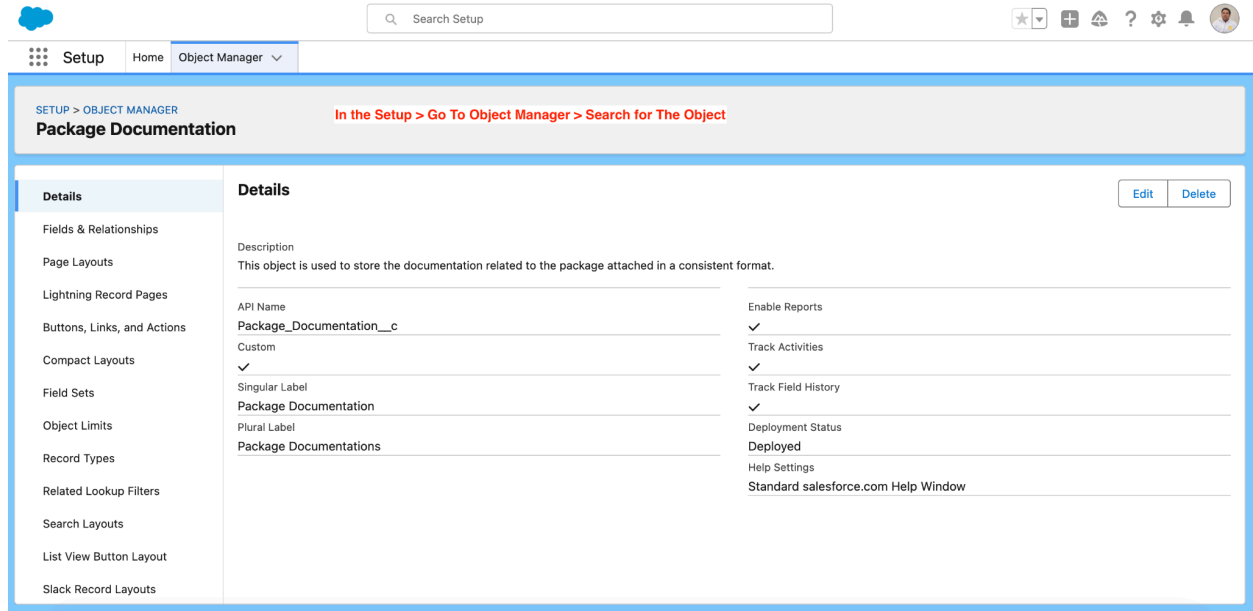 Search Setup
Setup
Home
Object Manager
SETUP > OBJECT MANAGER
Package Documentation
In the Setup > Go To Object Manager > Search for The Object
Details
Fields & Relationships
Page Layouts
Lightning Record Pages
Buttons, Links, and Actions
Compact Layouts
Field Sets
Object Limits
Record Types
Related Lookup Filters
Search Layouts
List View Button Layout
Slack Record Layouts
Details
Edit
Delete
Description
This object is used to store the documentation related to the package attached in a consistent format.
API Name
Package_Documentation__c
Custom
Singular Label
Package Documentation
Plural Label
Package Documentations
Enable Reports
Track Activities
Track Field History
Deployment Status
Deployed
Help Settings
Standard salesforce.com Help Window